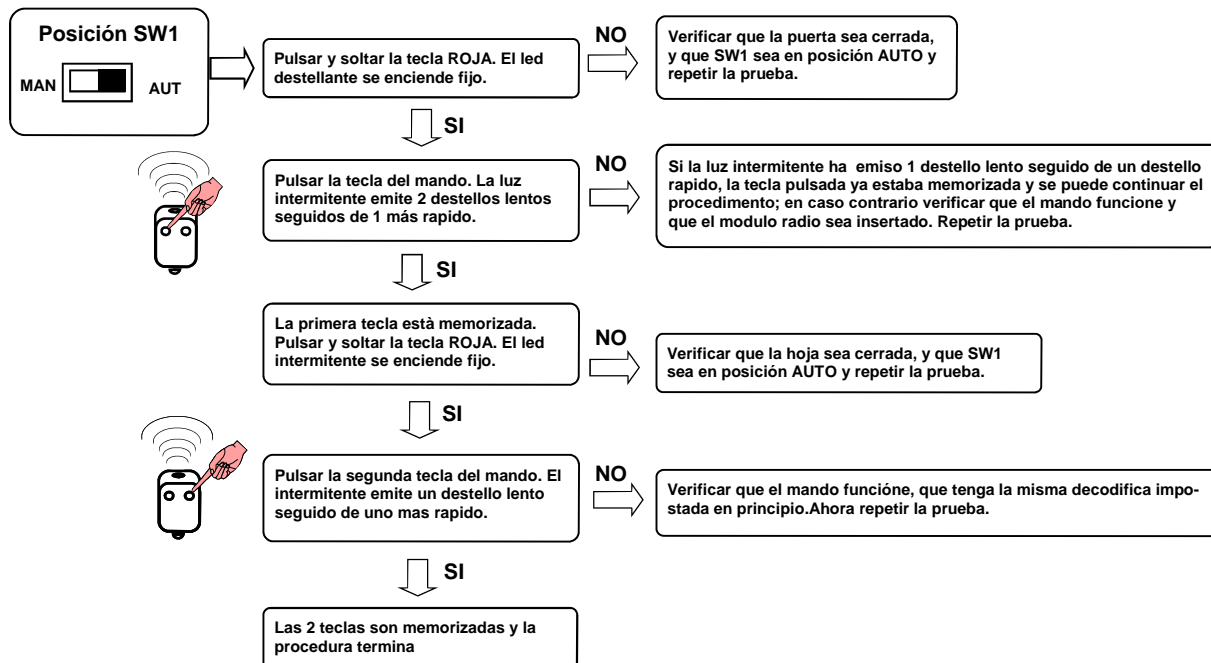 Posición SW1
MAN
AUT
Pulsar y soltar la tecla ROJA. El led
destellante se enciende fijo.
NO
Verificar que la puerta sea cerrada,
y que SW1 sea en posición AUTO y
repetir la prueba.
SI
Pulsar la tecla del mando. La luz
intermitente emite 2 destellos lentos
seguidos de 1 más rapido.
NO
Si la luz intermitente ha emiso 1 destello lento seguido de un destello
rapido, la tecla pulsada ya estaba memorizada y se puede continuar el
procedimento; en caso contrario verificar que el mando funcione y
que el modulo radio sea insertado. Repetir la prueba.
SI
La primera tecla està memorizada.
Pulsar y soltar la tecla ROJA. El led
intermitente se enciende fijo.
NO
Verificar que la hoja sea cerrada, y que SW1
sea en posición AUTO y repetir la prueba.
SI
Pulsar la segunda tecla del mando. El
intermitente emite un destello lento
seguido de uno mas rapido.
NO
Verificar que el mando funcióne, que tenga la misma decodifica impo-
stada en principio.Ahora repetir la prueba.
SI
Las 2 teclas son memorizadas y la
procedura termina